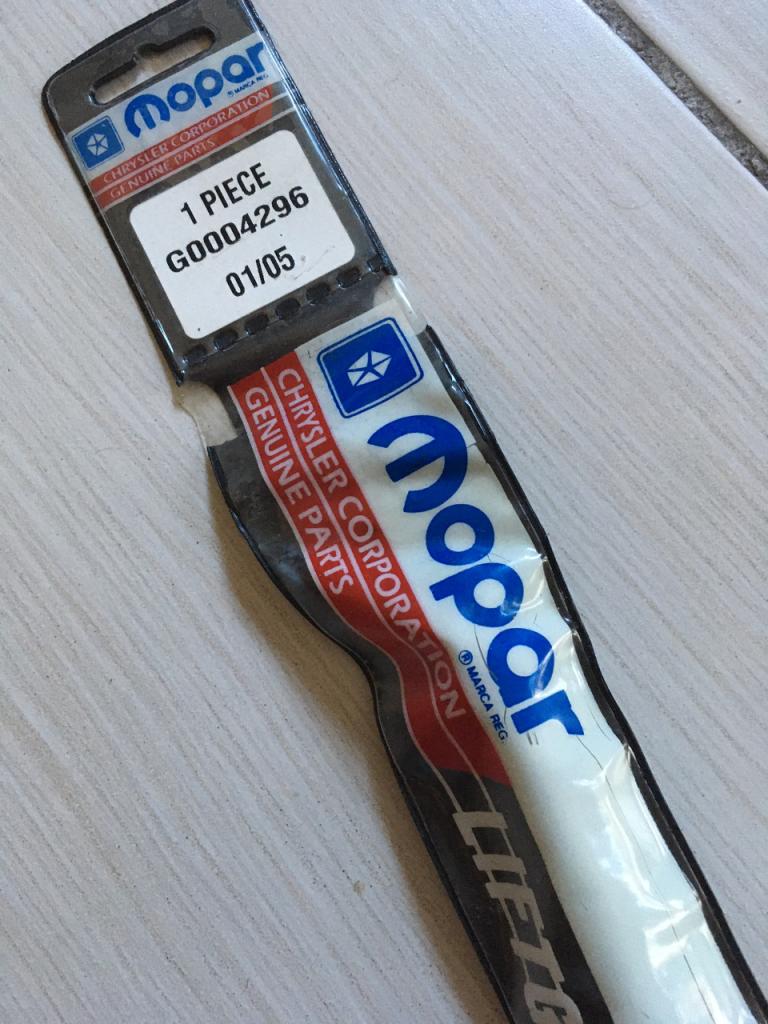 mopar
® MARCA REG.
CHRYSLER CORPORATION
GENUINE PARTS
1 PIECE
G0004296
01/05
CHRYSLER CORPORATION
GENUINE PARTS
mopar
® MARCA REG.